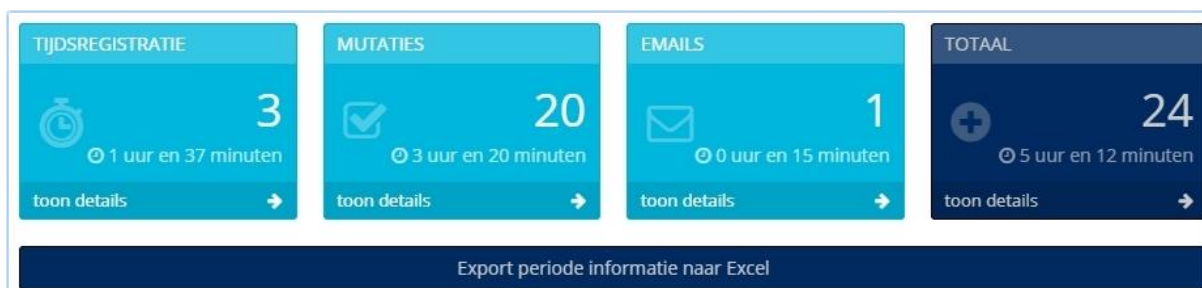 TIJDSREGISTRATIE
3
1 uur en 37 minuten
toon details
MUTATIES
20
3 uur en 20 minuten
toon details
EMAILS
1
0 uur en 15 minuten
toon details
TOTAAL
24
5 uur en 12 minuten
toon details
Export periode informatie naar Excel